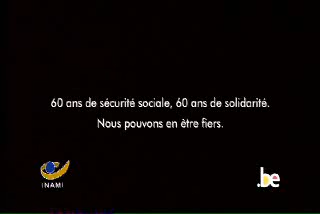 60 ans de sécurité sociale, 60 ans de solidarité.
Nous pouvons en être fiers.
INAMI
.be